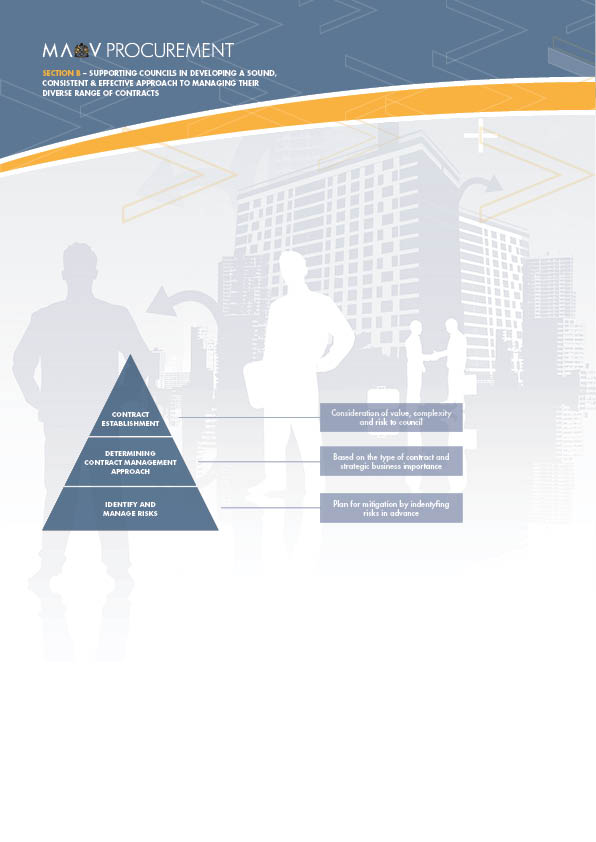 MAV PROCUREMENT
SECTION B – SUPPORTING COUNCILS IN DEVELOPING A SOUND,
CONSISTENT & EFFECTIVE APPROACH TO MANAGING THEIR
DIVERSE RANGE OF CONTRACTS
CONTRACT
ESTABLISHMENT
Consideration of value, complexity
and risk to council
DETERMINING
CONTRACT MANAGEMENT
APPROACH
Based on the type of contract and
strategic business importance
IDENTIFY AND
MANAGE RISKS
Plan for mitigation by indentyfing
risks in advance